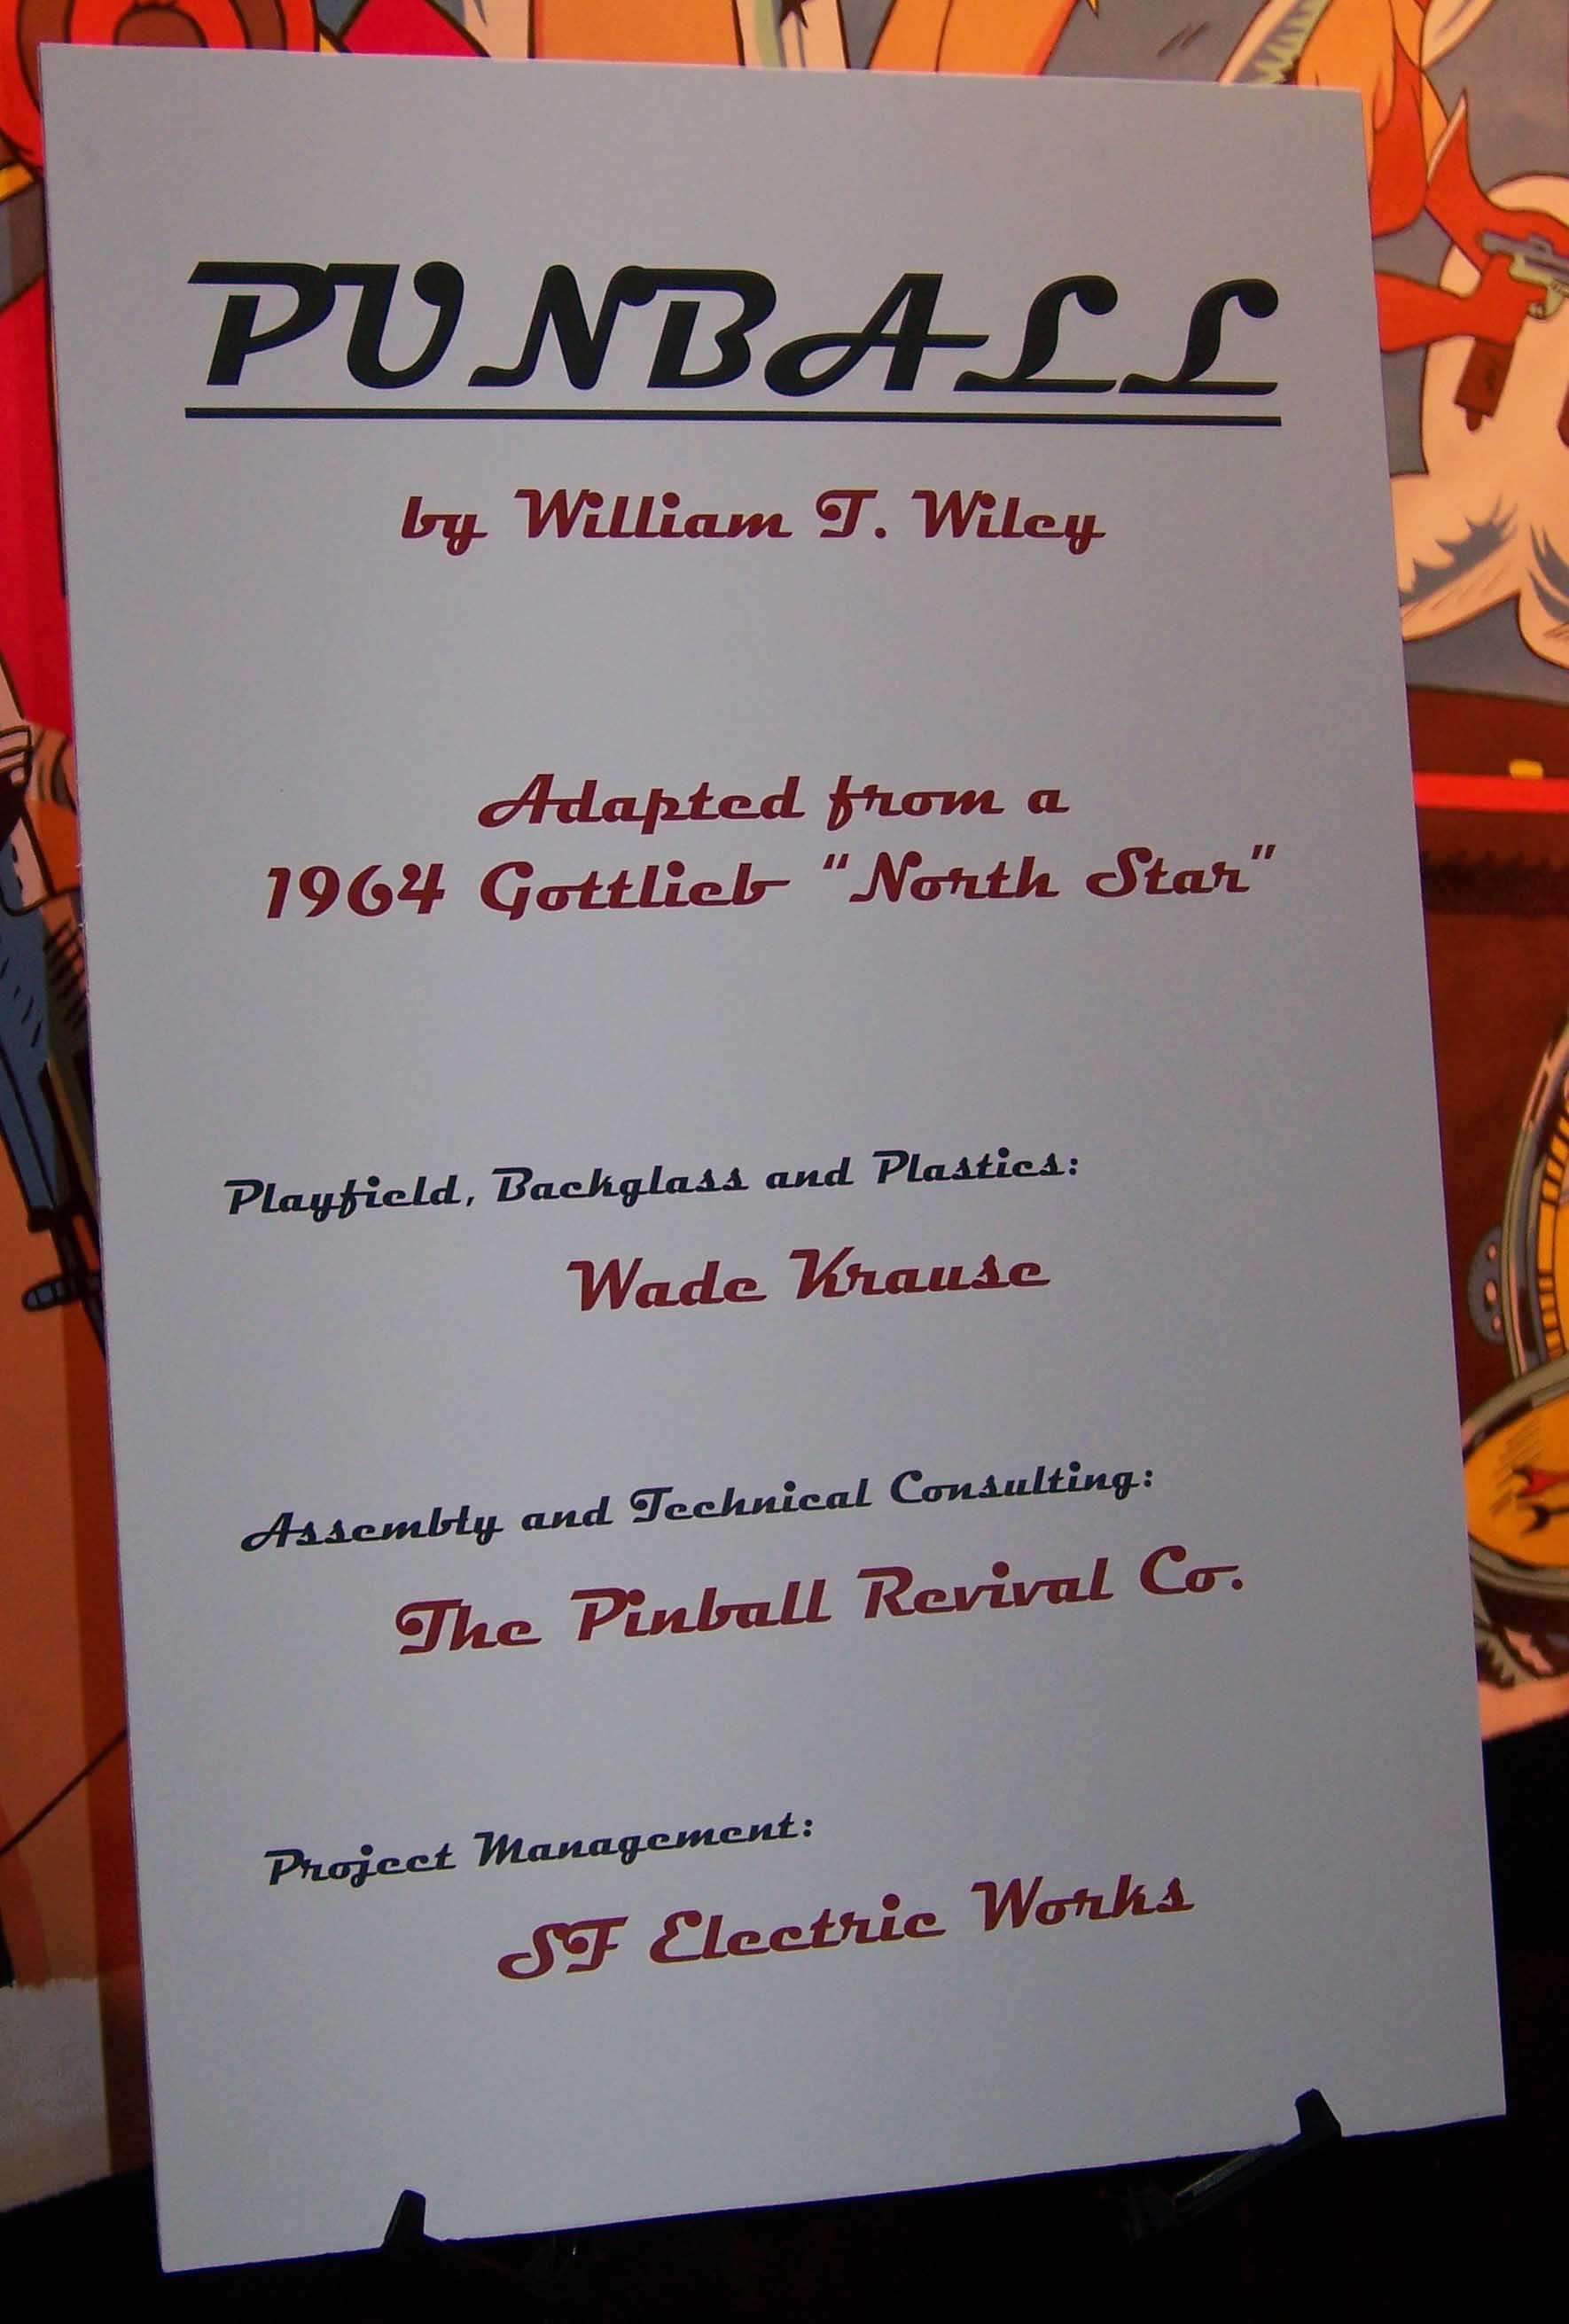 PUNBALL
by William T. Wiley
Adapted from a
1964 Gottlieb "North Star"
Playfield, Backglass and Plastics:
Wade Krause
Assembly and Technical Consulting:
The Pinball Revival Co.
Project Management:
SF Electric Works